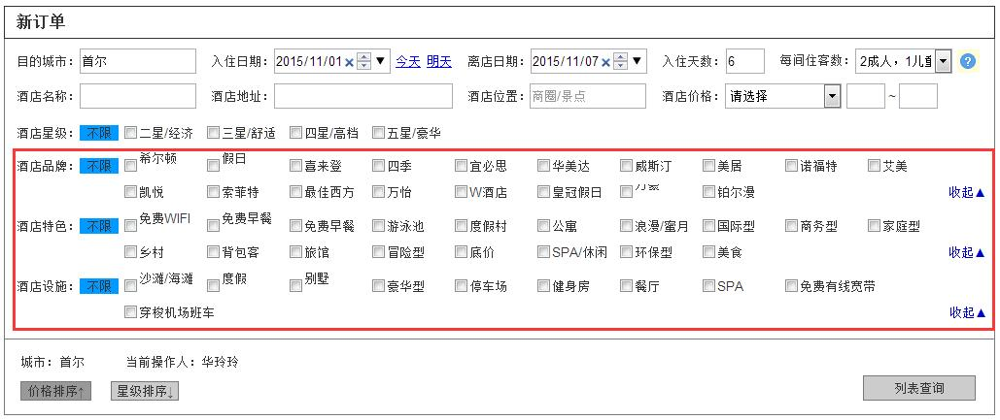 新订单
目的城市: 首尔 入住日期: 2015/11/01 × ▼ 今天 明天 离店日期: 2015/11/07 × ▼ 入住天数: 6 每间住客数: 2成人，1儿童 ?
酒店名称: 酒店地址: 酒店位置: 商圈/景点 酒店价格: 请选择 ~
酒店星级: 不限 二星/经济 三星/舒适 四星/高档 五星/豪华
酒店品牌: 不限 希尔顿 假日 喜来登 四季 宜必思 华美达 威斯汀 美居 诺福特 艾美
凯悦 索菲特 最佳西方 万怡 W酒店 皇冠假日 万豪 铂尔漫 收起▲
酒店特色: 不限 免费WIFI 免费早餐 免费早餐 游泳池 度假村 公寓 浪漫/蜜月 国际型 商务型 家庭型
乡村 背包客 旅馆 冒险型 底价 SPA/休闲 环保型 美食 收起▲
酒店设施: 不限 沙滩/海滩 度假 别墅 豪华型 停车场 健身房 餐厅 SPA 免费有线宽带
穿梭机场班车 收起▲
城市: 首尔 当前操作人: 华玲玲
价格排序↑ 星级排序↓ 列表查询